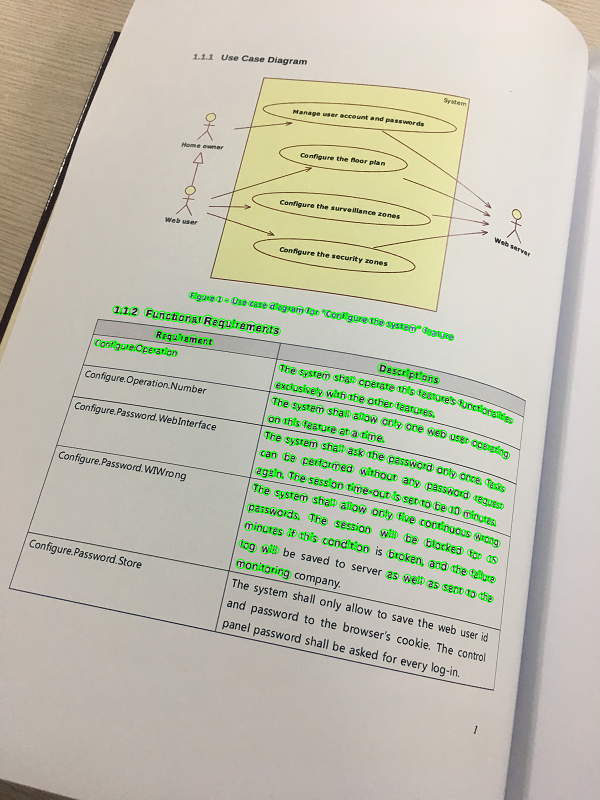 1.1.1 Use Case Diagram
System
Manage user account and passwords
Home owner
Configure the floor plan
Configure the surveillance zones
Web user
Web server
Configure the security zones
Figure 1 – Use case diagram for "Configure the system" feature
1.1.2 Functional Requirements
Requirement
Descriptions
Configure.Operation
The system shall operate this feature's functionalities
exclusively with the other features.
Configure.Operation.Number
The system shall allow only one web user operating
on this feature at a time.
Configure.Password.WebInterface
The system shall ask the password only once. Tasks
can be performed without any password request
again. The session time-out is set to be 10 minutes.
Configure.Password.WIWrong
The system shall allow only five continuous wrong
passwords. The session will be blocked for 15
minutes if this condition is broken, and the failure
log will be saved to server as well as sent to the
monitoring company.
Configure.Password.Store
The system shall only allow to save the web user id
and password to the browser's cookie. The control
panel password shall be asked for every log-in.
1